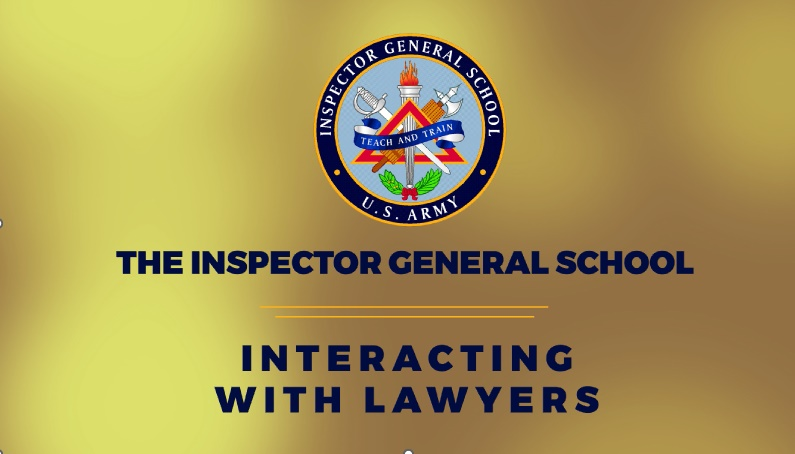 INSPECTOR GENERAL SCHOOL
TEACH AND TRAIN
U.S. ARMY
THE INSPECTOR GENERAL SCHOOL
INTERACTING
WITH LAWYERS